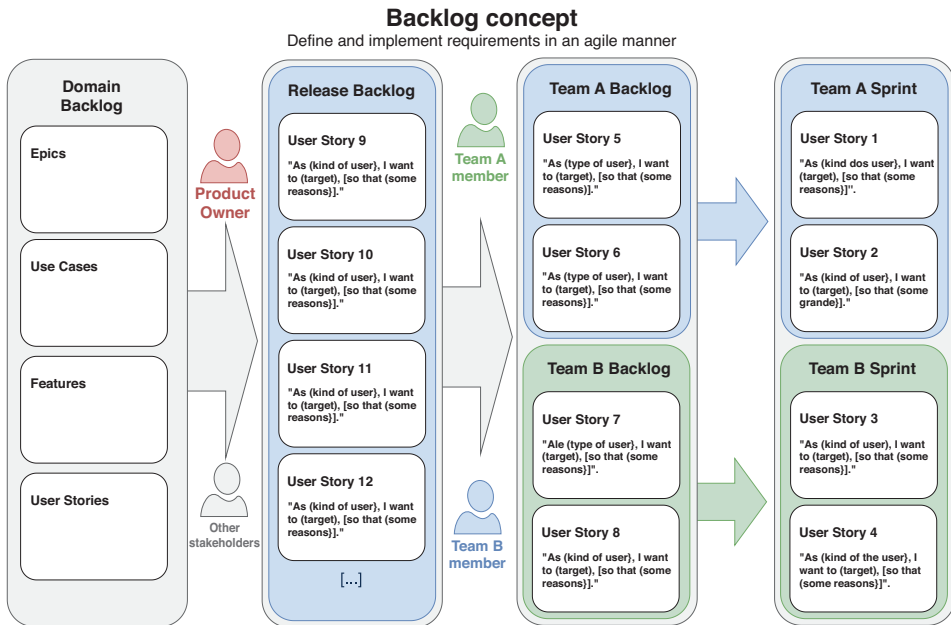 Backlog concept
Define and implement requirements in an agile manner
Domain
Backlog
Epics
Use Cases
Features
User Stories
Product
Owner
Other
stakeholders
Release Backlog
User Story 9
"As (kind of user}, I want
to (target), [so that (some
reasons}]."
User Story 10
"As (kind of user}, I want
to (target), [so that (some
reasons}]."
User Story 11
"As (kind of user}, I want
to (target), [so that (some
reasons}]."
User Story 12
"As (kind of user}, I want
to (target), [so that (some
reasons}]."
[...]
Team A
member
Team B
member
Team A Backlog
User Story 5
"As (type of user}, I want
to (target), [so that (some
reasons)]."
User Story 6
"As (type of user), I want
to (target), [so that (some
reasons}]."
Team B Backlog
User Story 7
"Ale (type of user}, I want
(target), [so that (some
reasons}]".
User Story 8
"As (kind of user}, I want
to (target), [so that (some
reasons}]."
Team A Sprint
User Story 1
"As (kind dos user}, I want
(target), [so that (some
reasons}]".
User Story 2
"As (kind of user}, I want
to (target), [so that (some
grande}]."
Team B Sprint
User Story 3
"As (kind of user}, I want
to (target), [so that (some
reasons}]."
User Story 4
"As (kind of the user}, I
want to (target), [so that
(some reasons}]".